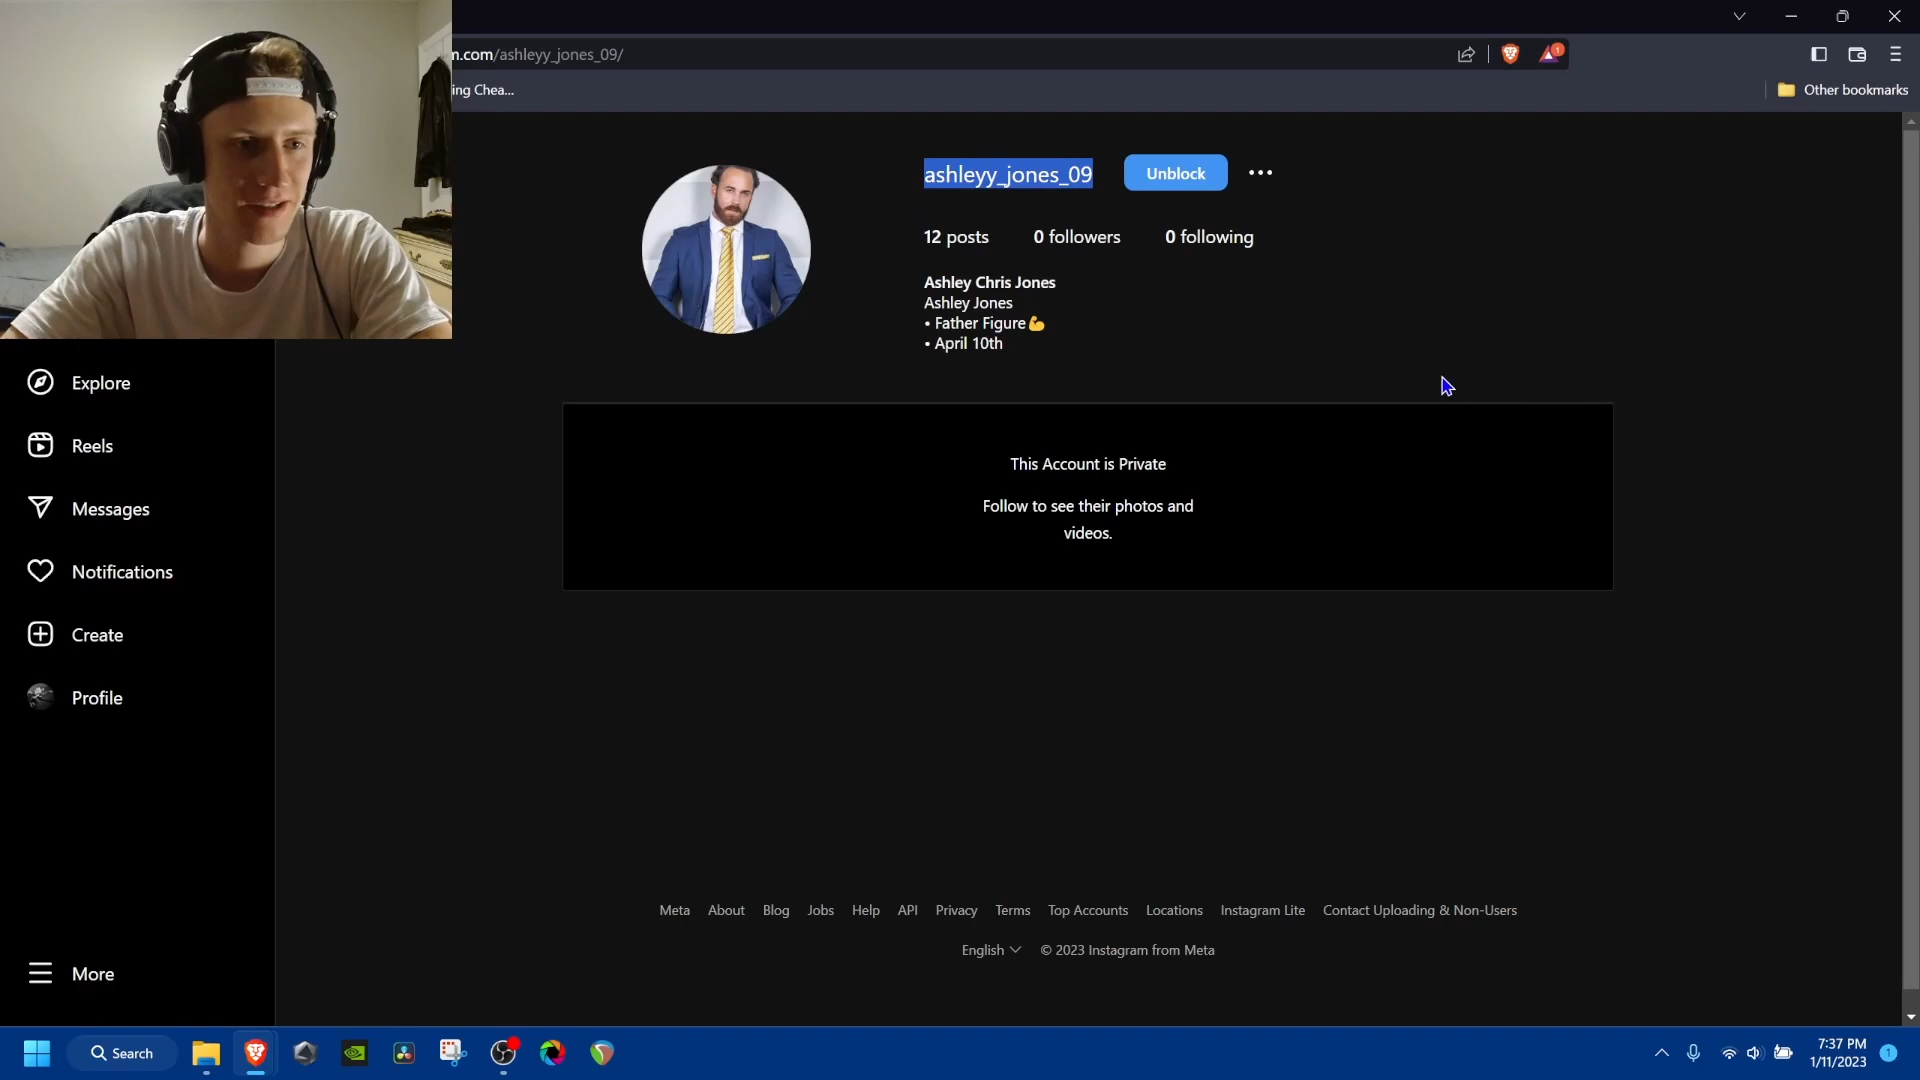 m.com/ashleyy_jones_09/
1
ing Chea...
Other bookmarks
ashleyy_jones_09
Unblock
12 posts
0 followers
0 following
Ashley Chris Jones
Ashley Jones
• Father Figure💪
• April 10th
This Account is Private
Follow to see their photos and
videos.
Explore
Reels
Messages
Notifications
Create
Profile
More
Meta
About
Blog
Jobs
Help
API
Privacy
Terms
Top Accounts
Locations
Instagram Lite
Contact Uploading & Non-Users
English
© 2023 Instagram from Meta
Search
7:37 PM
1/11/2023
1